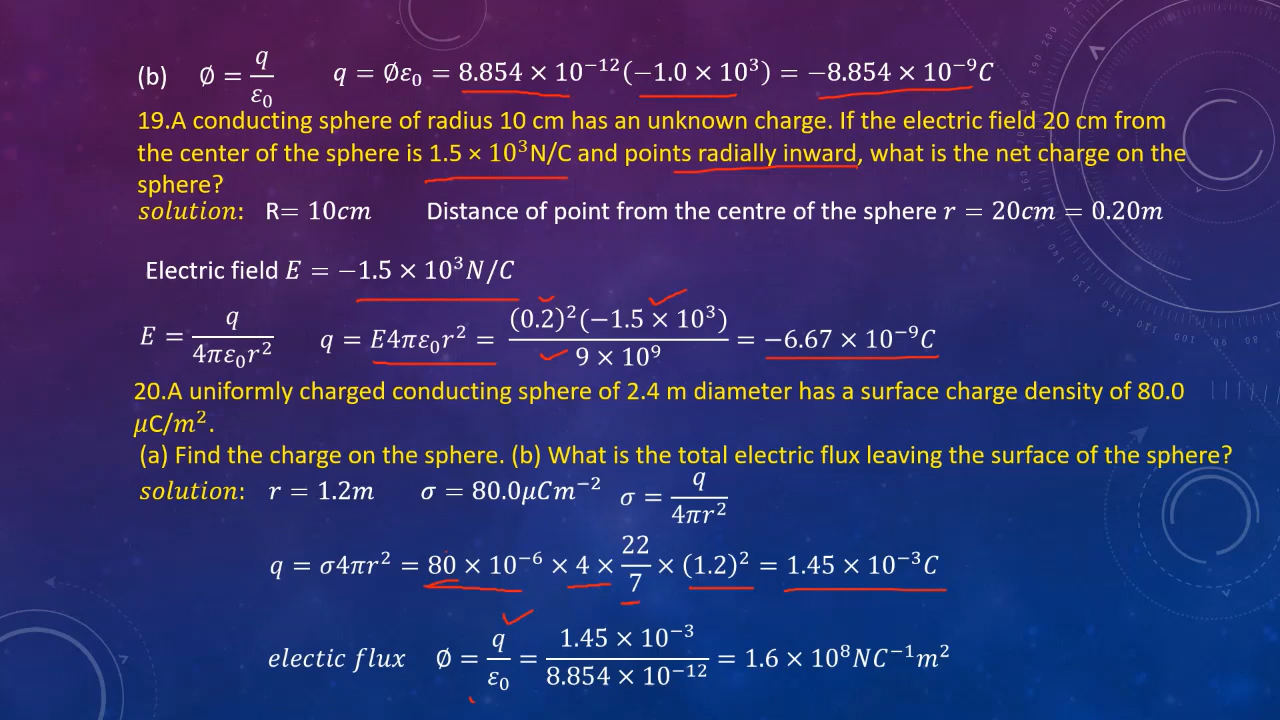 (b) Ø = q/ε₀ q = Øε₀ = 8.854 × 10⁻¹²(−1.0 × 10³) = −8.854 × 10⁻⁹C
19.A conducting sphere of radius 10 cm has an unknown charge. If the electric field 20 cm from
the center of the sphere is 1.5 × 10³N/C and points radially inward, what is the net charge on the
sphere?
solution: R= 10cm Distance of point from the centre of the sphere r = 20cm = 0.20m
Electric field E = −1.5 × 10³N/C
E = q/4πε₀r² q = E4πε₀r² = (0.2)²(−1.5 × 10³)/9 × 10⁹ = −6.67 × 10⁻⁹C
20.A uniformly charged conducting sphere of 2.4 m diameter has a surface charge density of 80.0
μC/m².
(a) Find the charge on the sphere. (b) What is the total electric flux leaving the surface of the sphere?
solution: r = 1.2m σ = 80.0μCm⁻² σ = q/4πr²
q = σ4πr² = 80 × 10⁻⁶ × 4 × 22/7 × (1.2)² = 1.45 × 10⁻³C
electic flux Ø = q/ε₀ = 1.45 × 10⁻³/8.854 × 10⁻¹² = 1.6 × 10⁸NC⁻¹m²